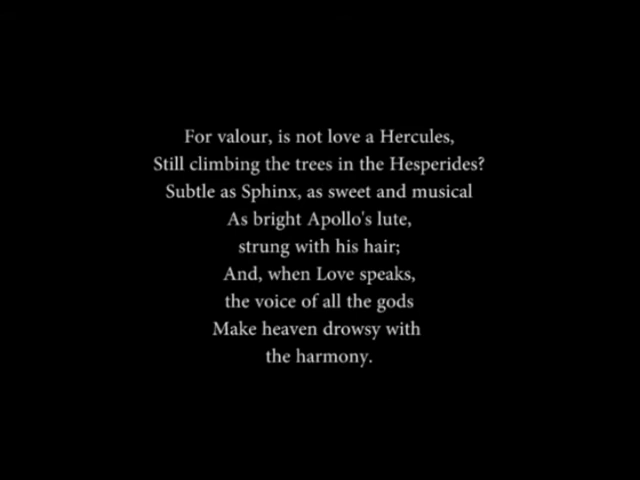 For valour, is not love a Hercules,
Still climbing the trees in the Hesperides?
Subtle as Sphinx, as sweet and musical
As bright Apollo's lute,
strung with his hair;
And, when Love speaks,
the voice of all the gods
Make heaven drowsy with
the harmony.